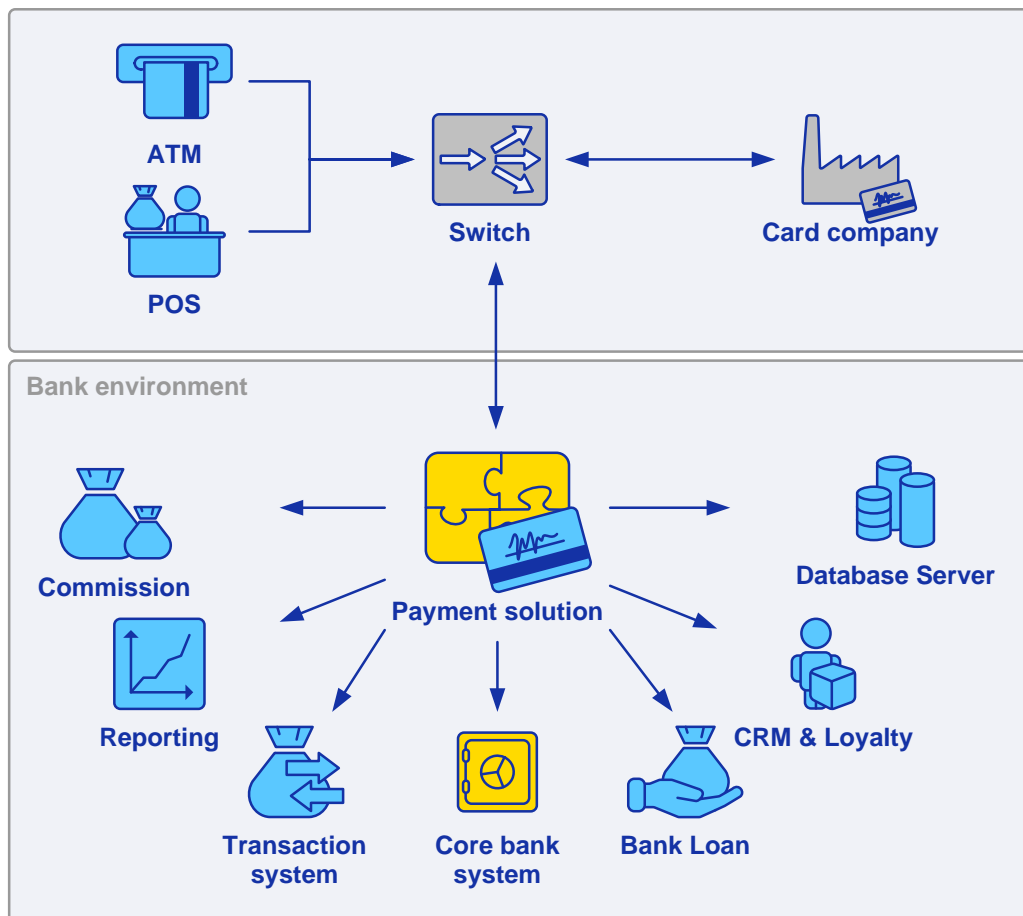 ATM
Switch
Card company
POS
Bank environment
Commission
Payment solution
Database Server
Reporting
CRM & Loyalty
Transaction
system
Core bank
system
Bank Loan